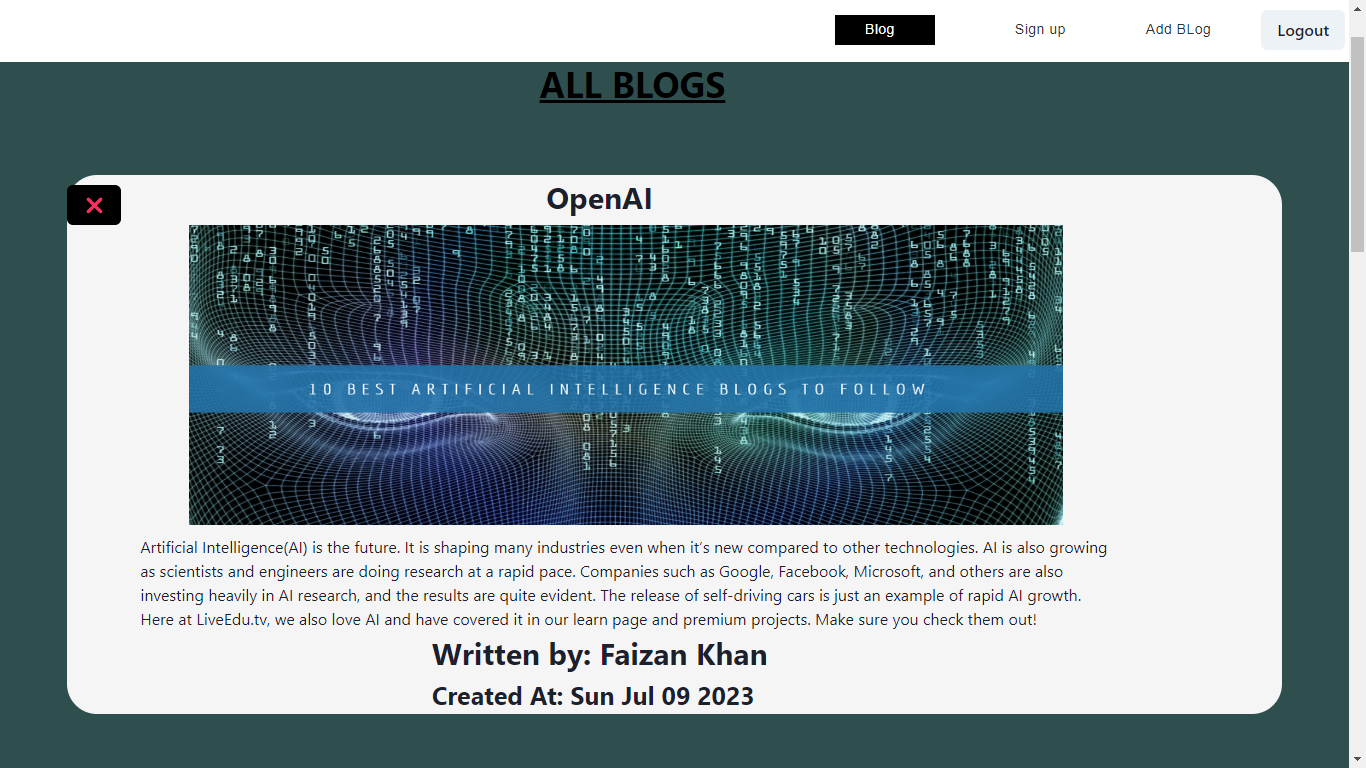 Blog
Sign up
Add BLog
Logout
ALL BLOGS
OpenAI
10 BEST ARTIFICIAL INTELLIGENCE BLOGS TO FOLLOW
Artificial Intelligence(AI) is the future. It is shaping many industries even when it’s new compared to other technologies. AI is also growing
as scientists and engineers are doing research at a rapid pace. Companies such as Google, Facebook, Microsoft, and others are also
investing heavily in AI research, and the results are quite evident. The release of self-driving cars is just an example of rapid AI growth.
Here at LiveEdu.tv, we also love AI and have covered it in our learn page and premium projects. Make sure you check them out!
Written by: Faizan Khan
Created At: Sun Jul 09 2023